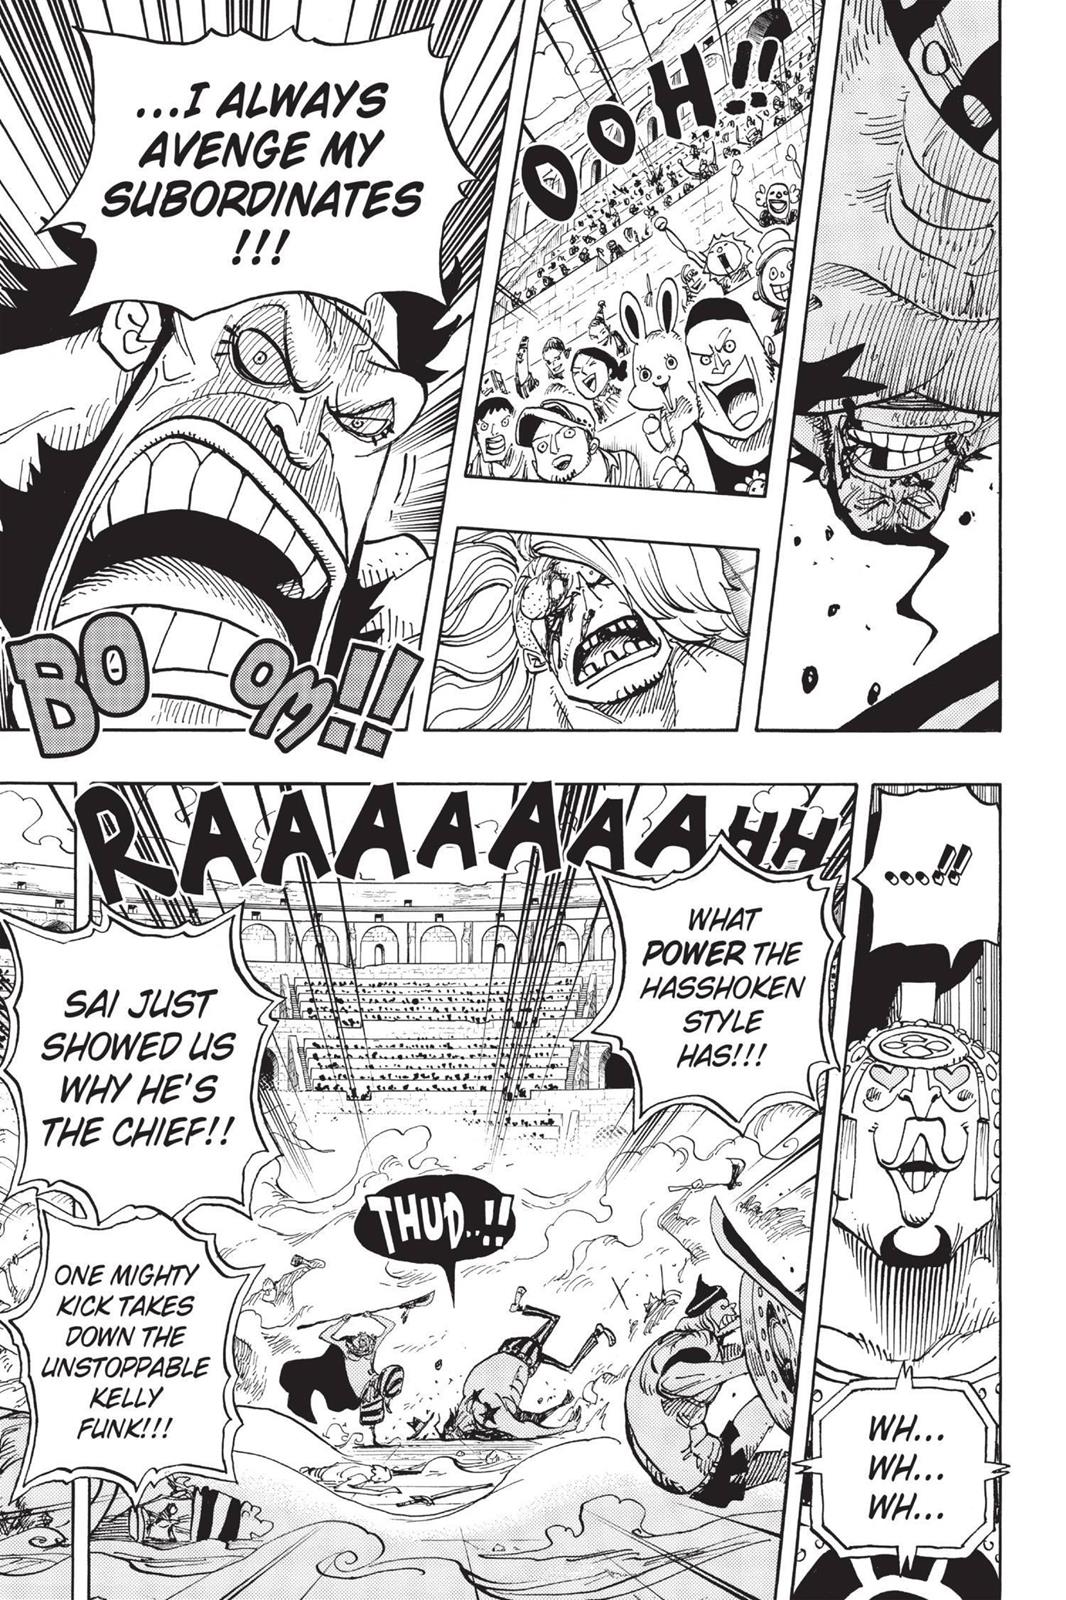 OOH!!
...I ALWAYS
AVENGE MY
SUBORDINATES
!!!
BOOM!!
....!!
WH...
WH...
WH...
RAAAAAAAAHH
WHAT
POWER THE
HASSHOKEN
STYLE
HAS!!!
SAI JUST
SHOWED US
WHY HE'S
THE CHIEF!!
THUD..!!
ONE MIGHTY
KICK TAKES
DOWN THE
UNSTOPPABLE
KELLY
FUNK!!!